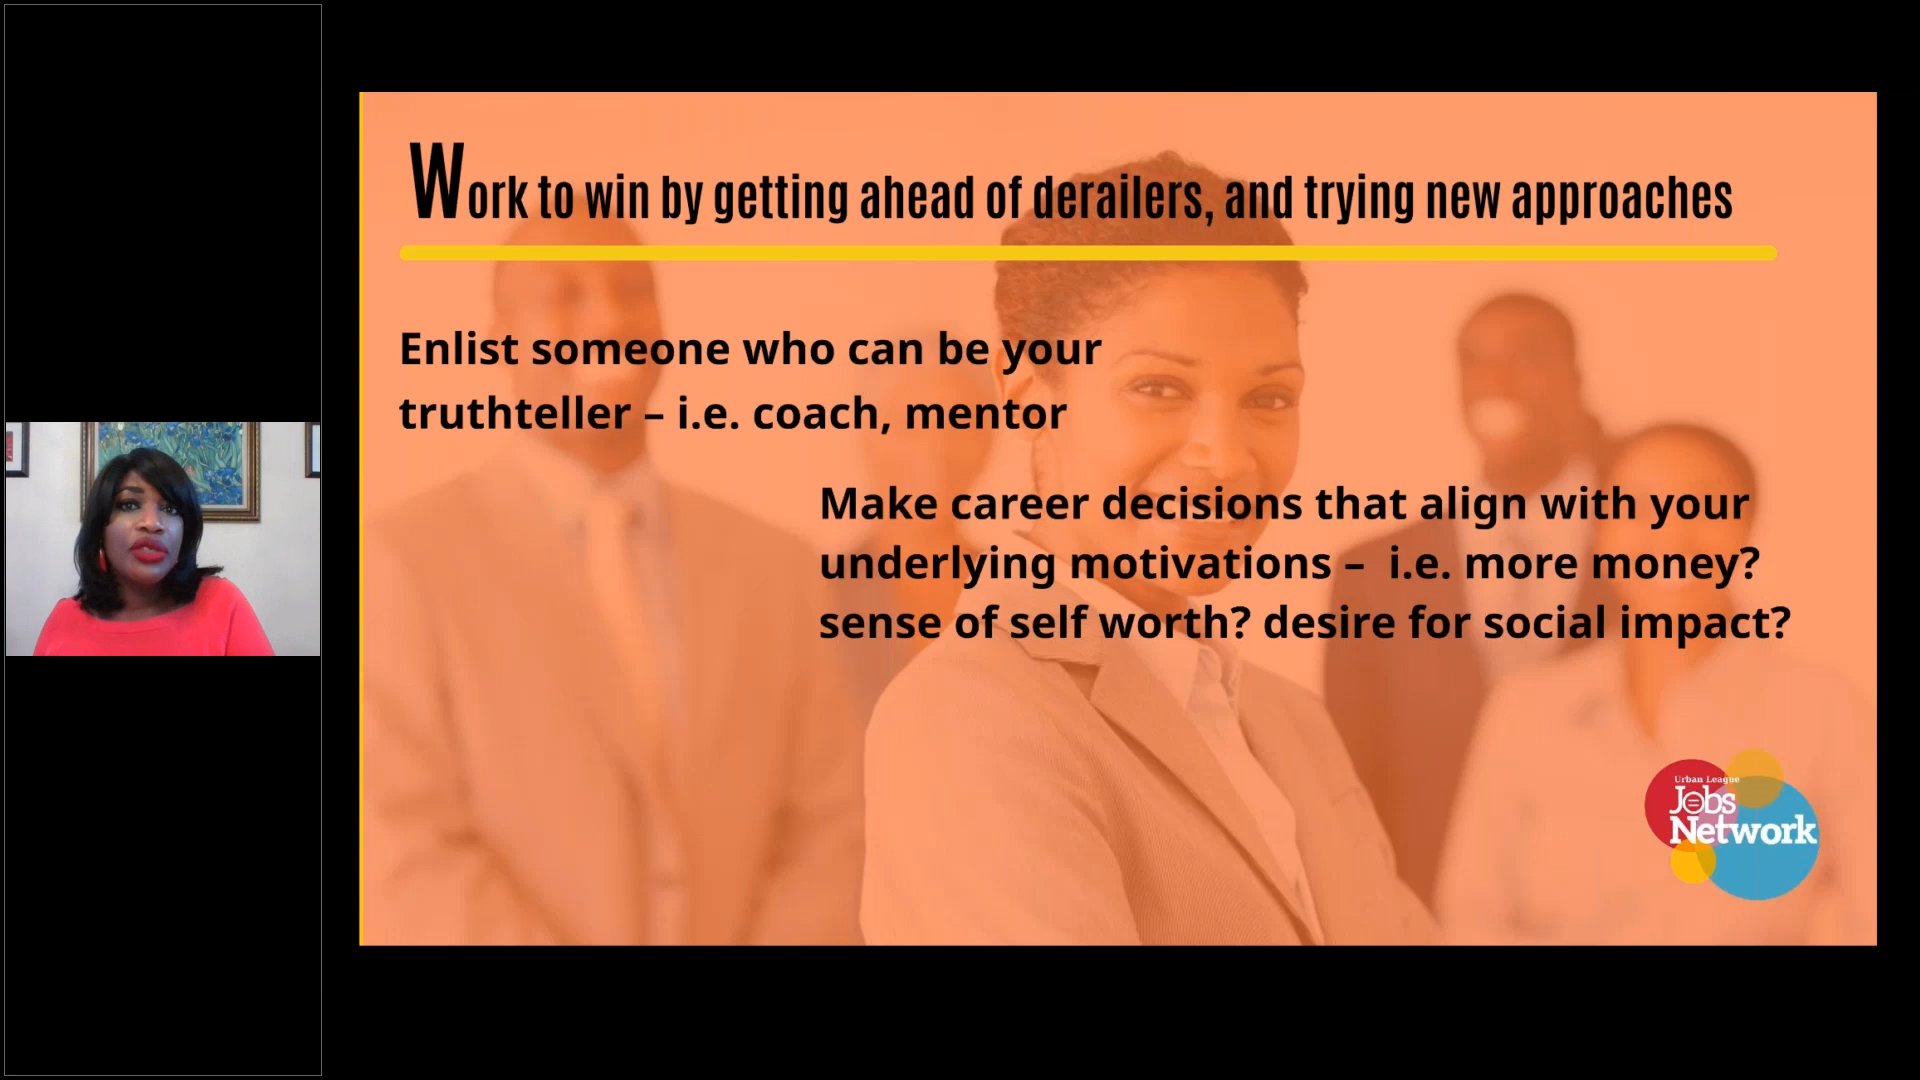 Work to win by getting ahead of derailers, and trying new approaches
Enlist someone who can be your
truthteller – i.e. coach, mentor
Make career decisions that align with your
underlying motivations –  i.e. more money?
sense of self worth? desire for social impact?
Urban League
Jobs
Network